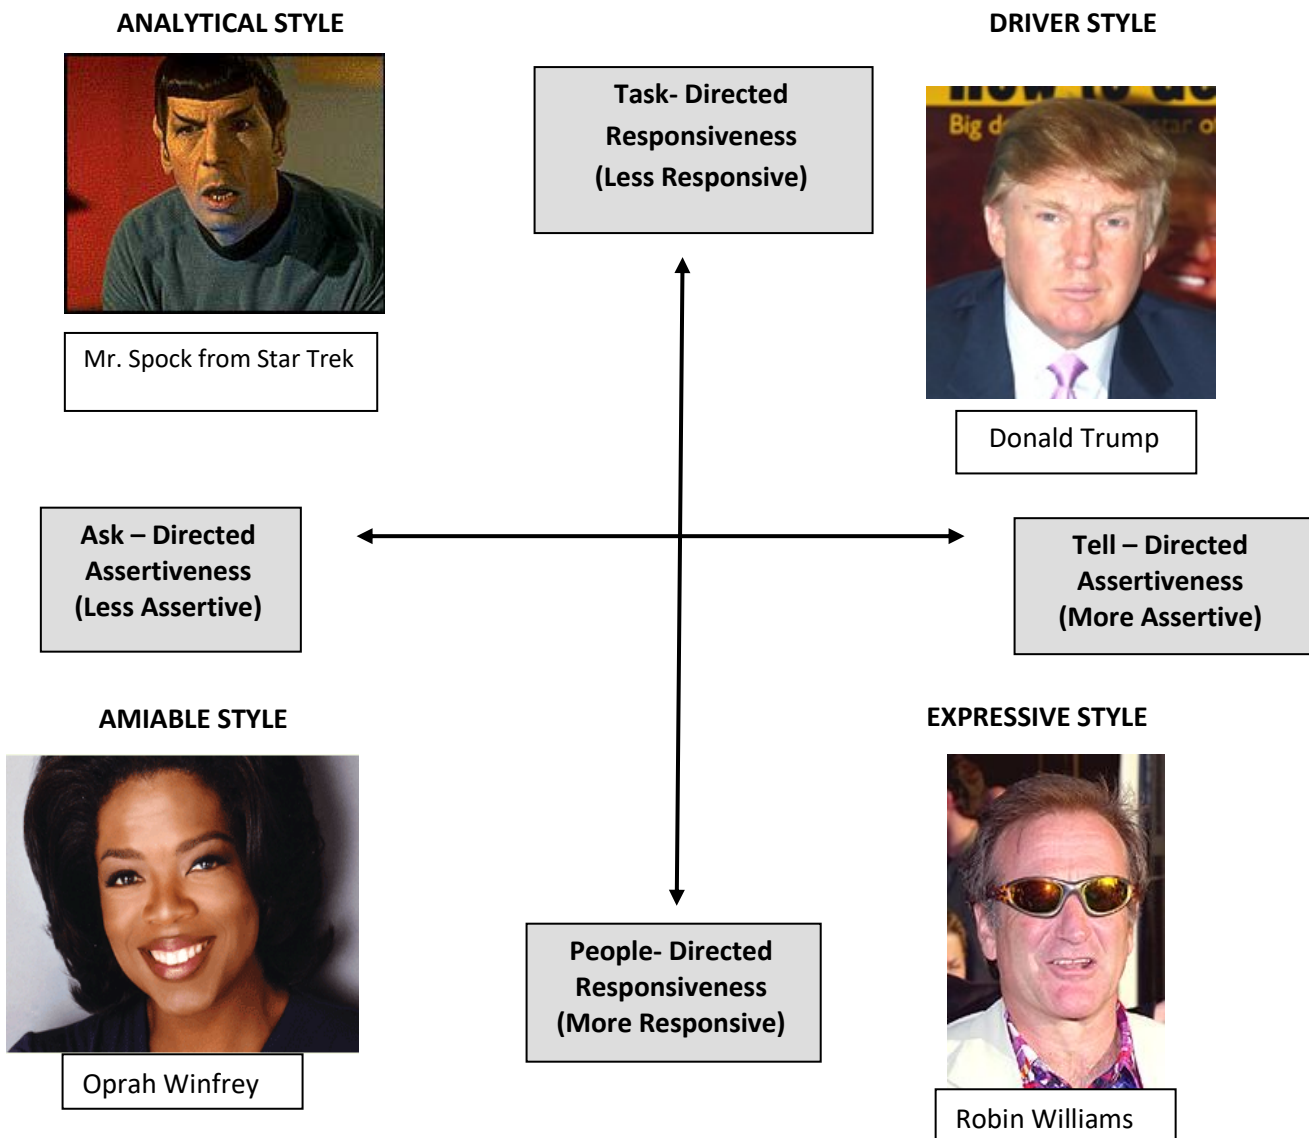 ANALYTICAL STYLE
DRIVER STYLE
Task- Directed
Responsiveness
(Less Responsive)
Big
star of
Mr. Spock from Star Trek
Donald Trump
Ask – Directed
Assertiveness
(Less Assertive)
Tell – Directed
Assertiveness
(More Assertive)
AMIABLE STYLE
EXPRESSIVE STYLE
People- Directed
Responsiveness
(More Responsive)
Oprah Winfrey
Robin Williams